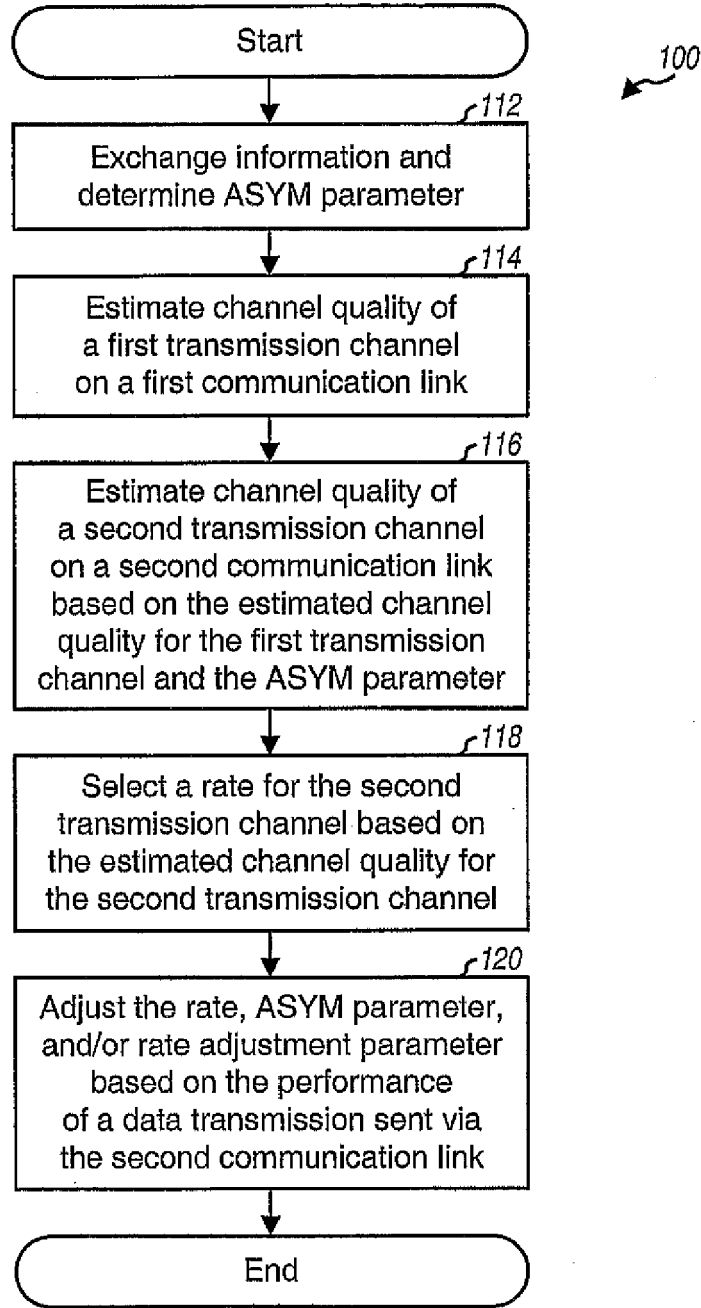 Start
100
112
Exchange information and
determine ASYM parameter
114
Estimate channel quality of
a first transmission channel
on a first communication link
116
Estimate channel quality of
a second transmission channel
on a second communication link
based on the estimated channel
quality for the first transmission
channel and the ASYM parameter
118
Select a rate for the second
transmission channel based on
the estimated channel quality for
the second transmission channel
120
Adjust the rate, ASYM parameter,
and/or rate adjustment parameter
based on the performance
of a data transmission sent via
the second communication link
End